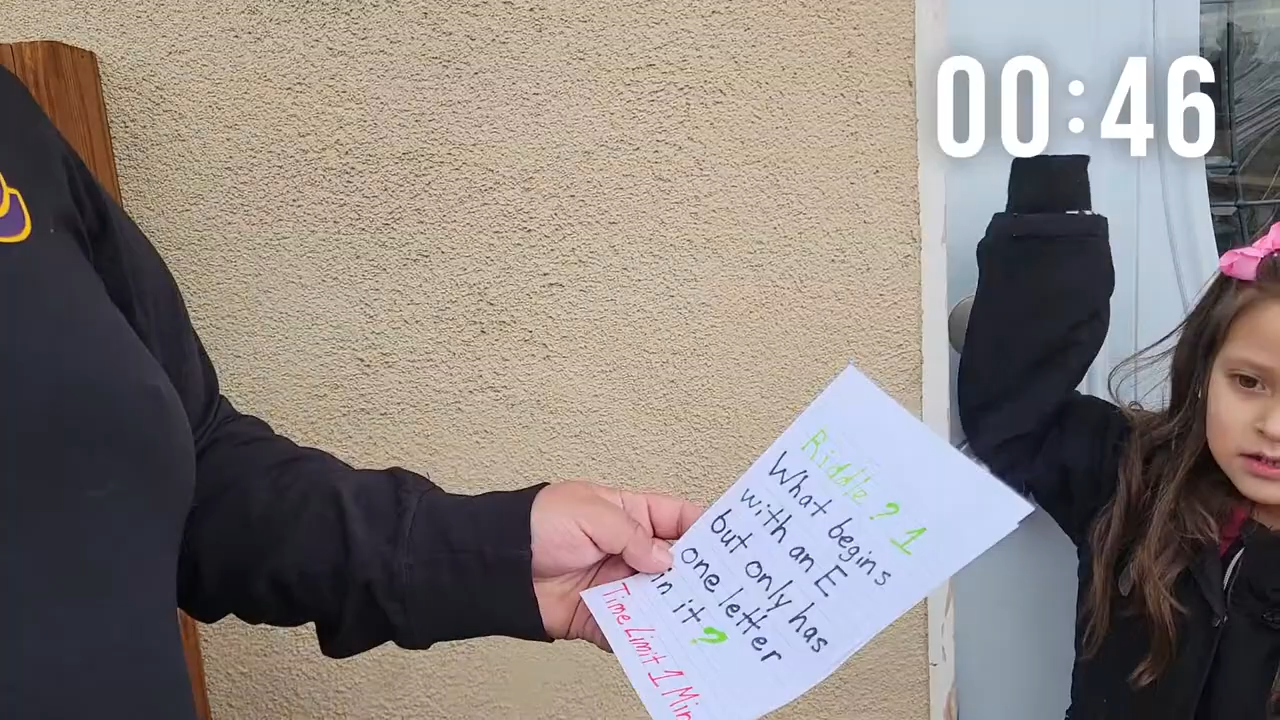 00:46
Riddle ? 1
What begins
with an E
but only has
one letter
in it?
Time Limit 1 Min